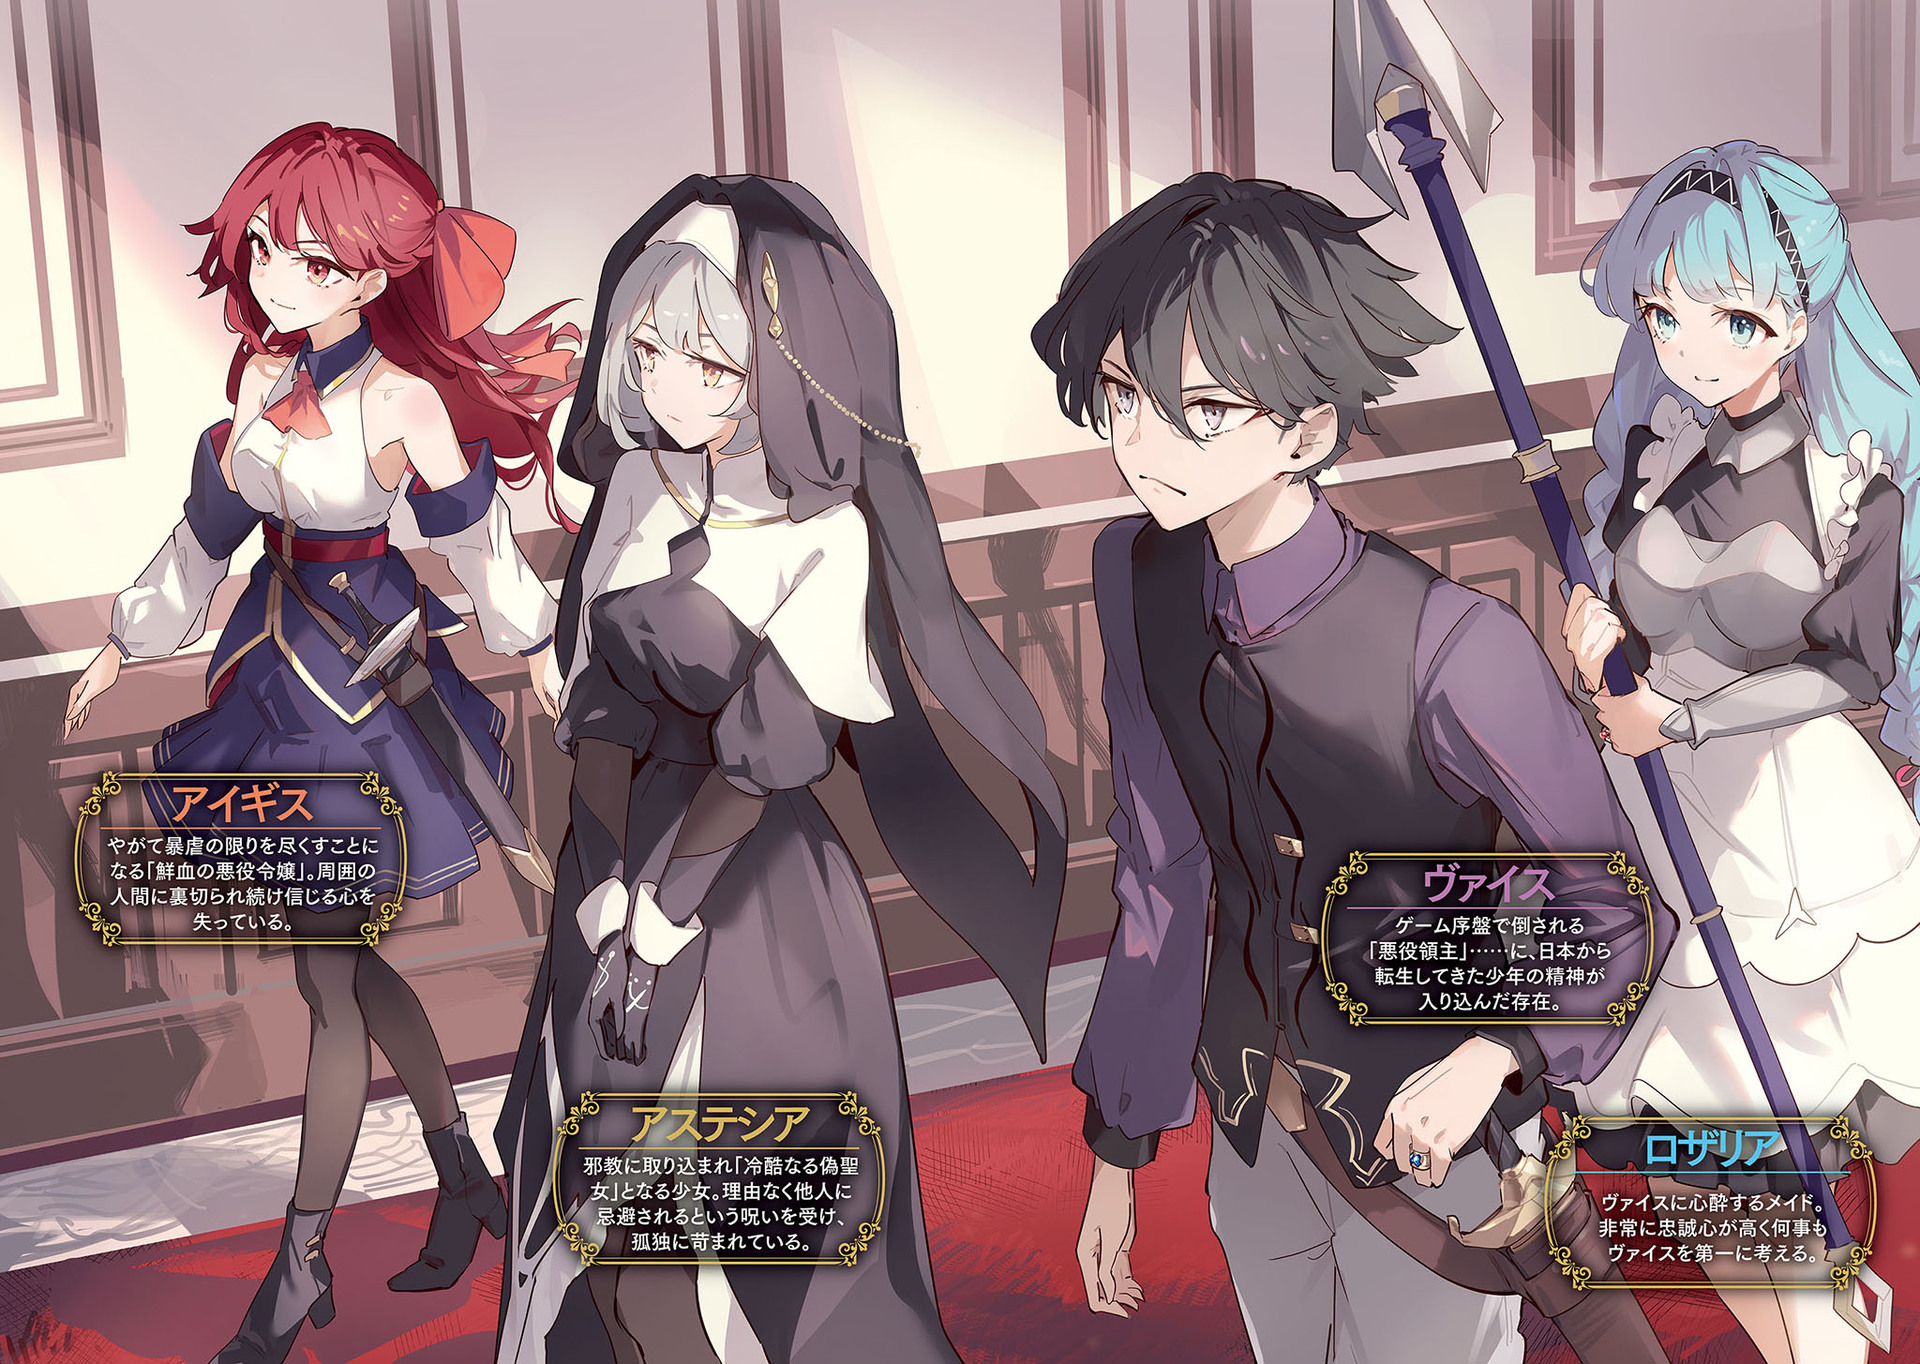 アイギス
やがて暴虐の限りを尽くすことに
なる「鮮血の悪役令嬢」。周囲の
人間に裏切られ続け信じる心を
失っている。
アステシア
邪教に取り込まれ「冷酷なる偽聖
女」となる少女。理由なく他人に
忌避されるという呪いを受け、
孤独に苛まれている。
ヴァイス
ゲーム序盤で倒される
「悪役領主」……に、日本から
転生してきた少年の精神が
入り込んだ存在。
ロザリア
ヴァイスに心酔するメイド。
非常に忠誠心が高く何事も
ヴァイスを第一に考える。